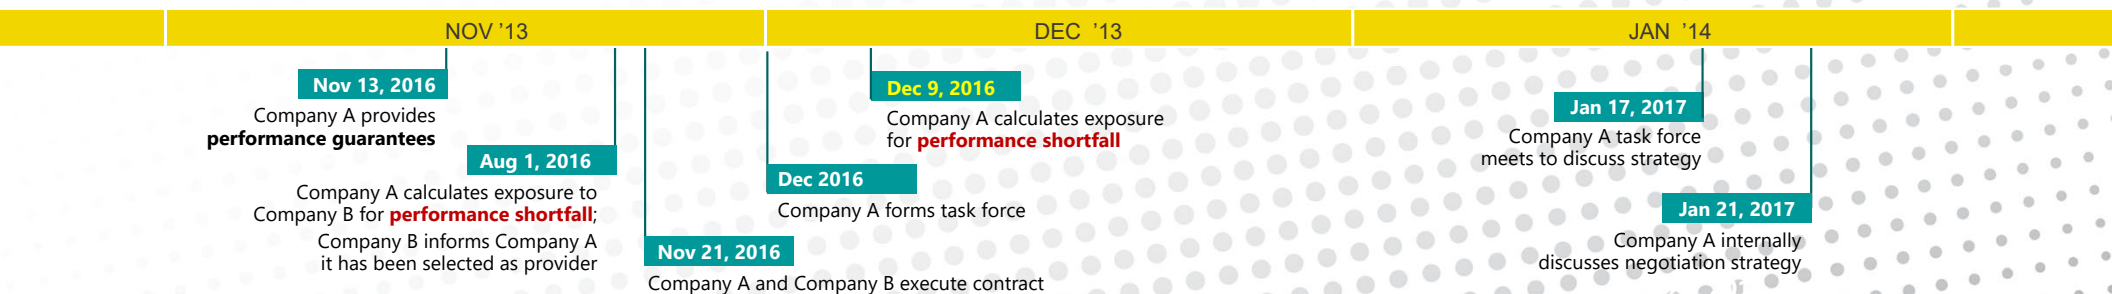 NOV ’13
DEC ’13
JAN ’14
Nov 13, 2016
Company A provides
performance guarantees
Aug 1, 2016
Company A calculates exposure to
Company B for performance shortfall;
Company B informs Company A
it has been selected as provider
Nov 21, 2016
Company A and Company B execute contract
Dec 2016
Company A forms task force
Dec 9, 2016
Company A calculates exposure
for performance shortfall
Jan 17, 2017
Company A task force
meets to discuss strategy
Jan 21, 2017
Company A internally
discusses negotiation strategy